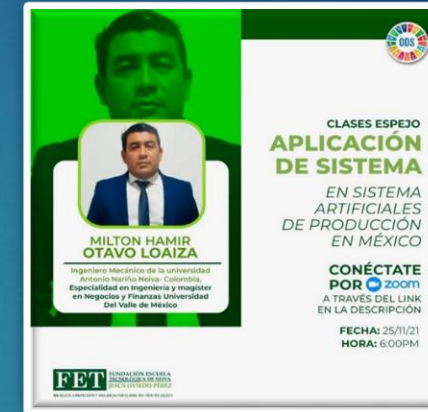 ODS
CLASES ESPEJO
APLICACIÓN
DE SISTEMA
EN SISTEMA
ARTIFICIALES
DE PRODUCCIÓN
EN MÉXICO
CONÉCTATE
POR zoom
A TRAVÉS DEL LINK
EN LA DESCRIPCIÓN
FECHA: 25/11/21
HORA: 6:00PM
MILTON HAMIR
OTAVO LOAIZA
Ingeniero Mecánico de la universidad
Antonio Nariño Neiva- Colombia,
Especialidad en Ingeniería y magister
en Negocios y Finanzas Universidad
Del Valle de México
FET FUNDACIÓN ESCUELA
TECNOLÓGICA DE NEIVA
JESÚS OVIEDO PÉREZ